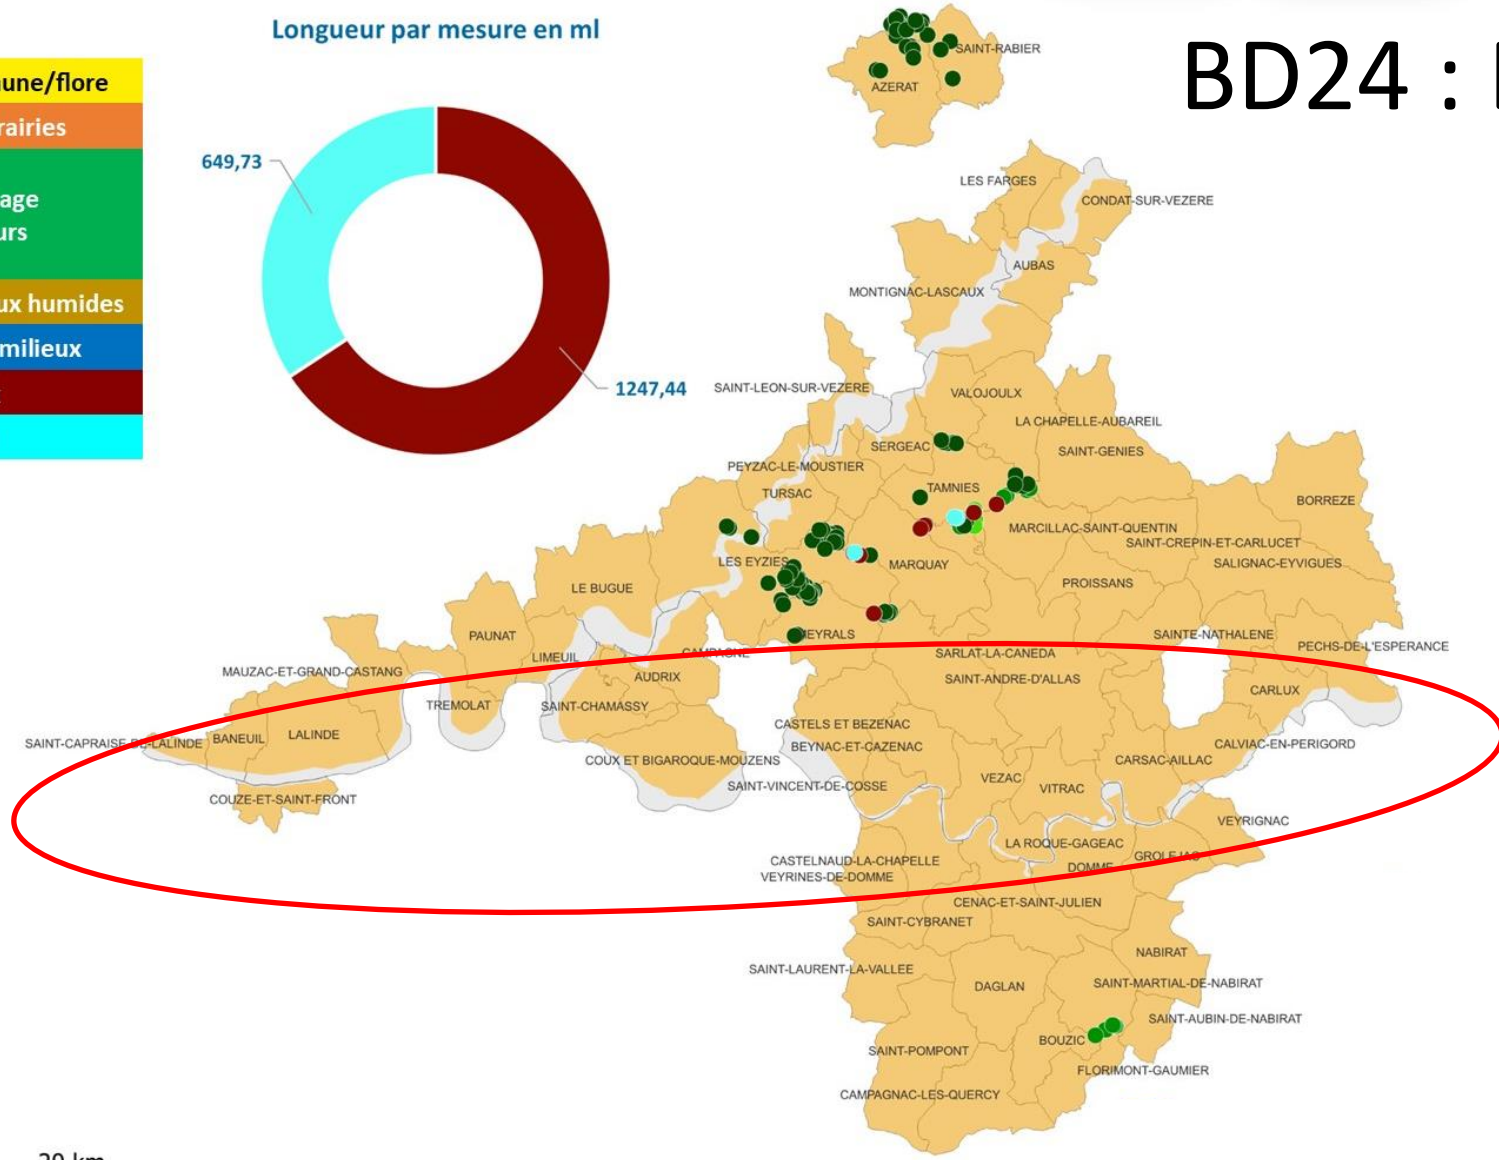 Longueur par mesure en ml
BD24 :
une/flore
rairies
age
urs
ux humides
milieux
649,73
1247,44
SAINT-RABIER
AZERAT
LES FARGES
CONDAT-SUR-VEZERE
AUBAS
MONTIGNAC-LASCAUX
SAINT-LEON-SUR-VEZERE
VALOJOULX
LA CHAPELLE-AUBAREIL
SERGEAC
SAINT-GENIES
PEYZAC-LE-MOUSTIER
TURSAC
TAMNIES
BORREZE
MARCILLAC-SAINT-QUENTIN
SAINT-CREPIN-ET-CARLUCET
LES EYZIES
MARQUAY
SALIGNAC-EYVIGUES
LE BUGUE
PROISSANS
PAUNAT
MEYRALS
SAINTE-NATHALENE
PECHS-DE-L'ESPERANCE
LIMEUIL
CAMPAGNE
SARLAT-LA-CANEDA
MAUZAC-ET-GRAND-CASTANG
AUDRIX
SAINT-ANDRE-D'ALLAS
CARLUX
TREMOLAT
SAINT-CHAMASSY
CASTELS ET BEZENAC
SAINT-CAPRAISE-DE-LALINDE
BANEUIL
LALINDE
BEYNAC-ET-CAZENAC
CALVIAC-EN-PERIGORD
COUX ET BIGAROQUE-MOUZENS
CARSAC-AILLAC
SAINT-VINCENT-DE-COSSE
VEZAC
VITRAC
COUZE-ET-SAINT-FRONT
VEYRIGNAC
LA ROQUE-GAGEAC
CASTELNAUD-LA-CHAPELLE
GROLEJAC
DOMME
VEYRINES-DE-DOMME
CENAC-ET-SAINT-JULIEN
SAINT-CYBRANET
NABIRAT
SAINT-LAURENT-LA-VALLEE
DAGLAN
SAINT-MARTIAL-DE-NABIRAT
SAINT-AUBIN-DE-NABIRAT
BOUZIC
SAINT-POMPONT
FLORIMONT-GAUMIER
CAMPAGNAC-LES-QUERCY
20 km